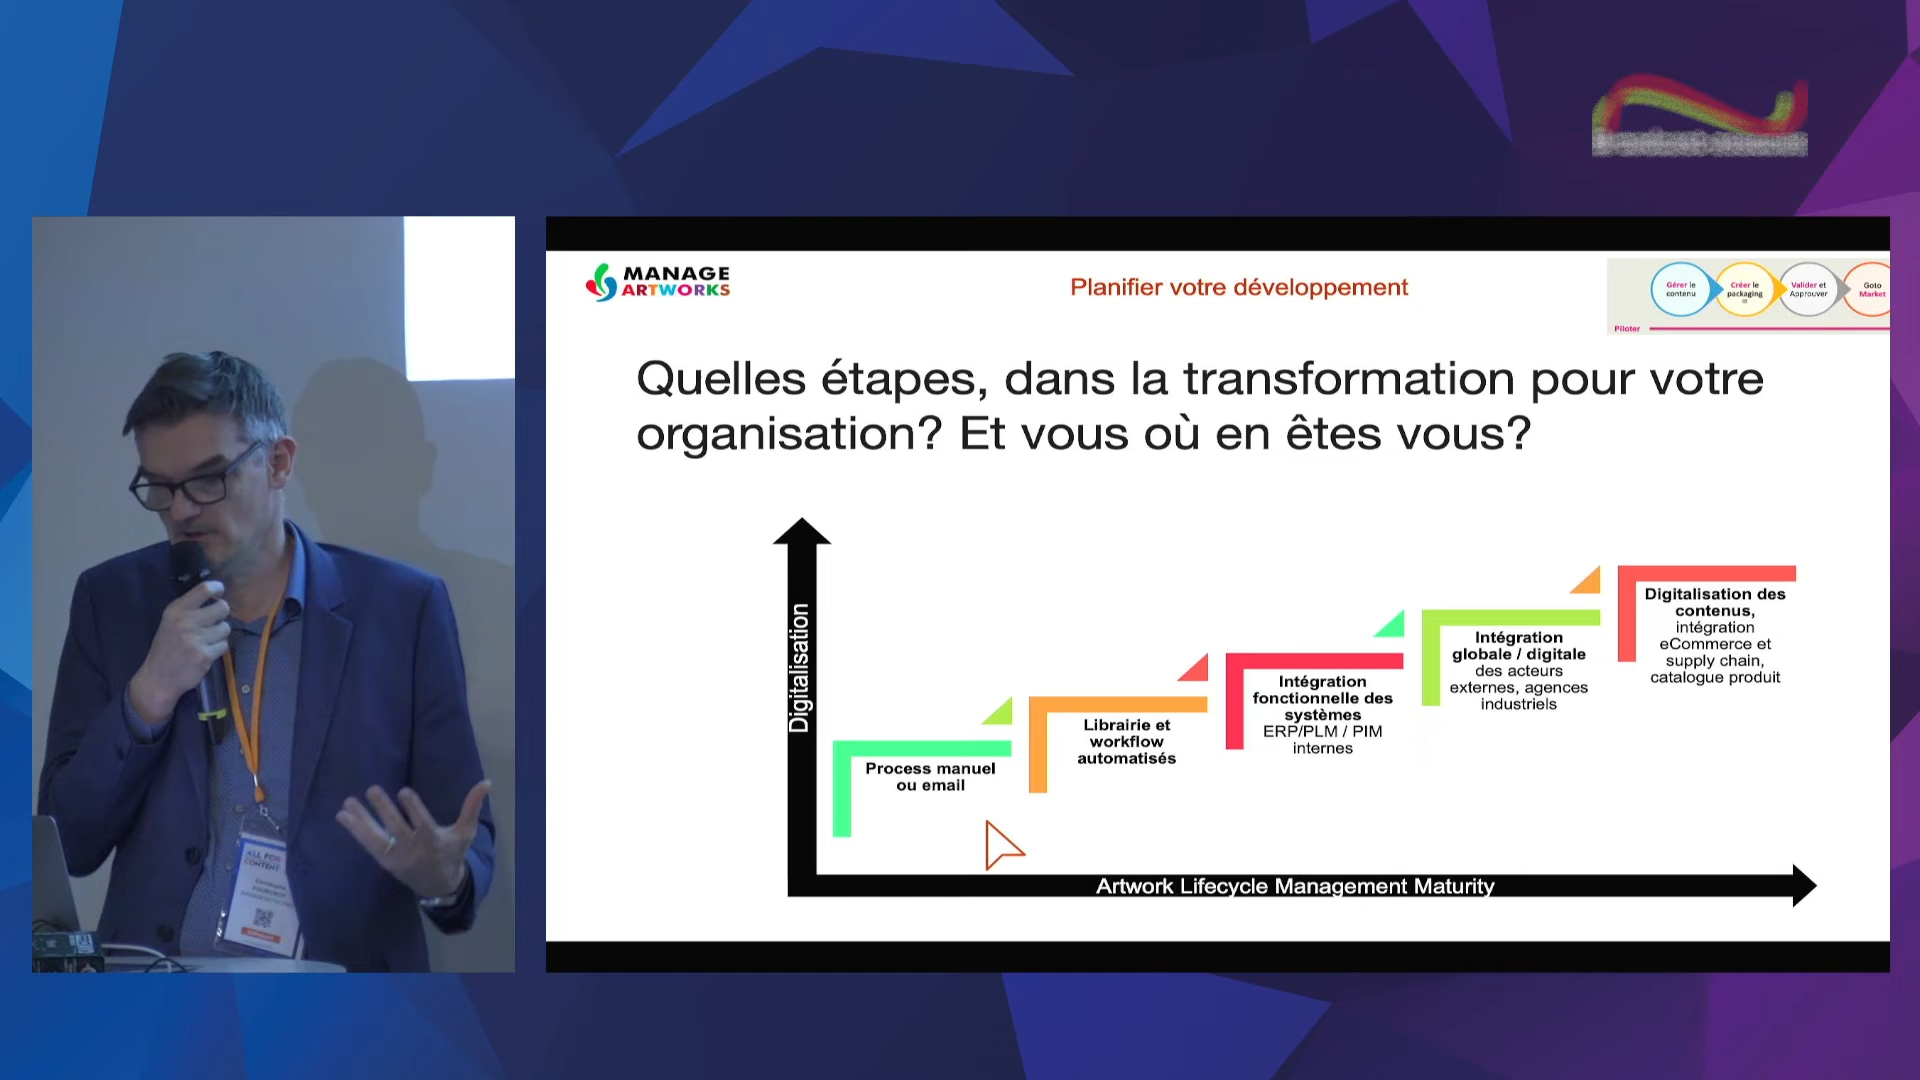 MANAGE
ARTWORKS
Planifier votre développement
Gérer le
contenu
Créer le
packaging
Valider et
Approuver
Goto
Market
Piloter
Quelles étapes, dans la transformation pour votre
organisation? Et vous où en êtes vous?
Digitalisation
Process manuel
ou email
Librairie et
workflow
automatisés
Intégration
fonctionnelle des
systèmes
ERP/PLM / PIM
internes
Intégration
globale / digitale
des acteurs
externes, agences
industriels
Digitalisation des
contenus,
intégration
eCommerce et
supply chain,
catalogue produit
Artwork Lifecycle Management Maturity
ALL FOR
CONTENT